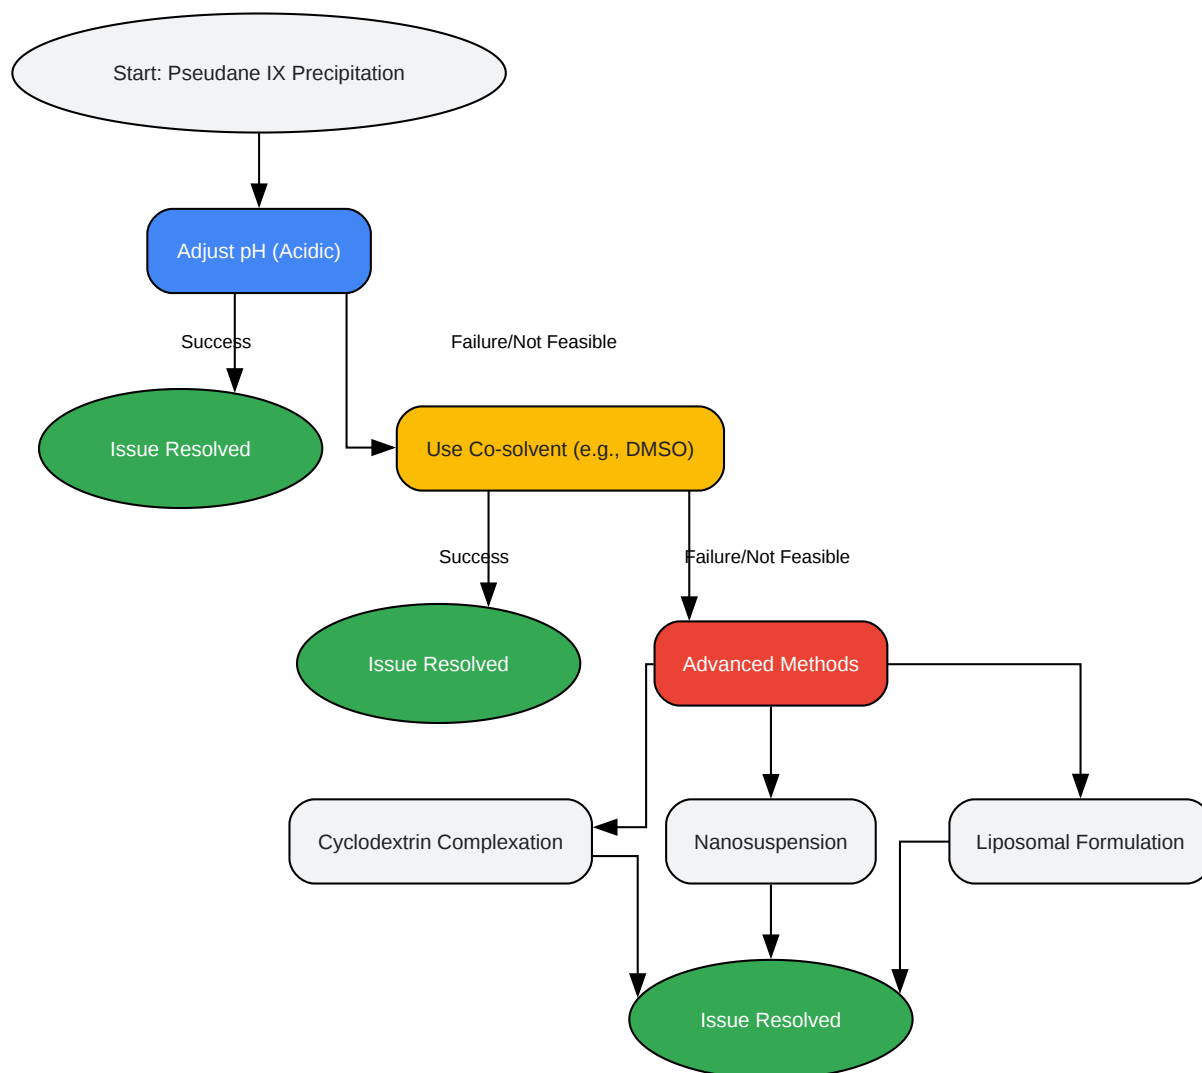 Start: Pseudane IX Precipitation
Adjust pH (Acidic)
Success
Failure/Not Feasible
Issue Resolved
Use Co-solvent (e.g., DMSO)
Success
Failure/Not Feasible
Issue Resolved
Advanced Methods
Cyclodextrin Complexation
Nanosuspension
Liposomal Formulation
Issue Resolved